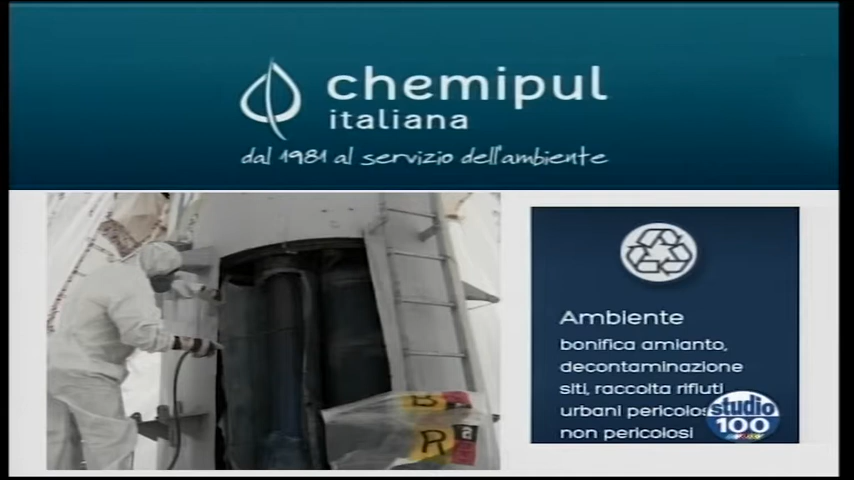 chemipul
italiana
dal 1981 al servizio dell'ambiente
Ambiente
bonifica amianto,
decontaminazione
siti, raccolta rifiuti
urbani
non pericolosi
studio
100
B a
R a